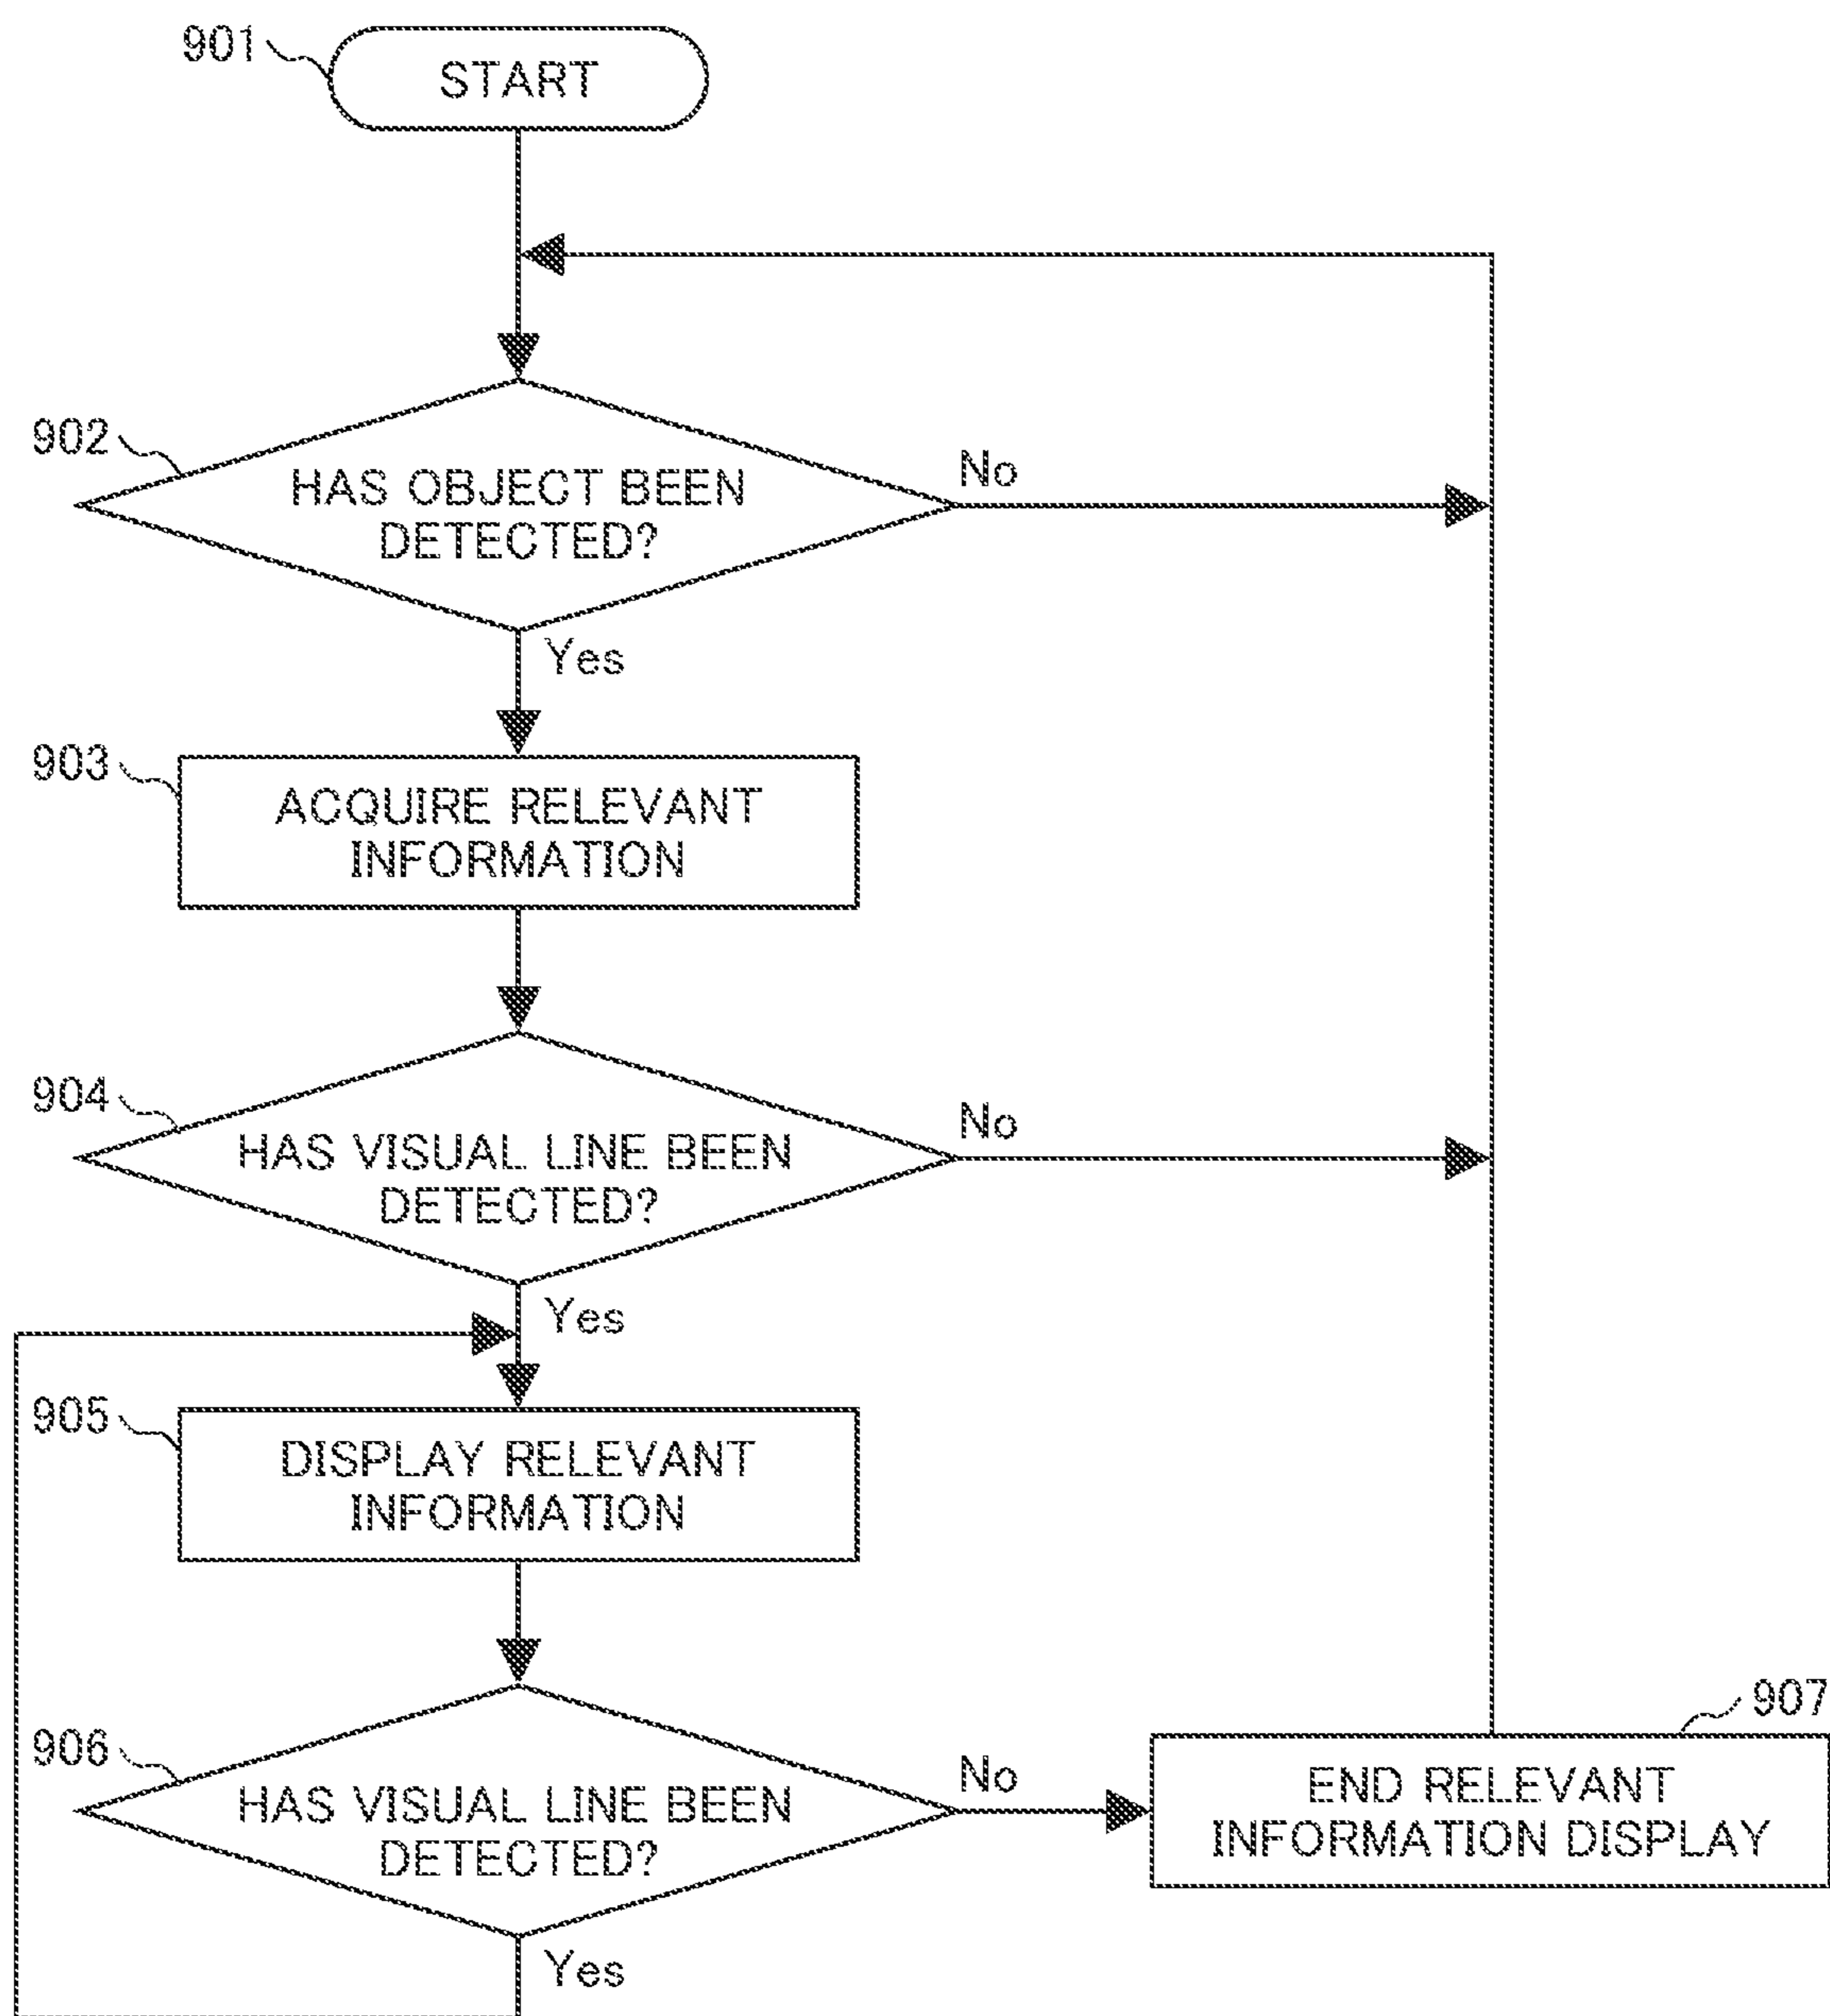 901
START
902
HAS OBJECT BEEN
DETECTED?
No
Yes
903
ACQUIRE RELEVANT
INFORMATION
904
HAS VISUAL LINE BEEN
DETECTED?
No
Yes
905
DISPLAY RELEVANT
INFORMATION
906
HAS VISUAL LINE BEEN
DETECTED?
No
907
END RELEVANT
INFORMATION DISPLAY
Yes